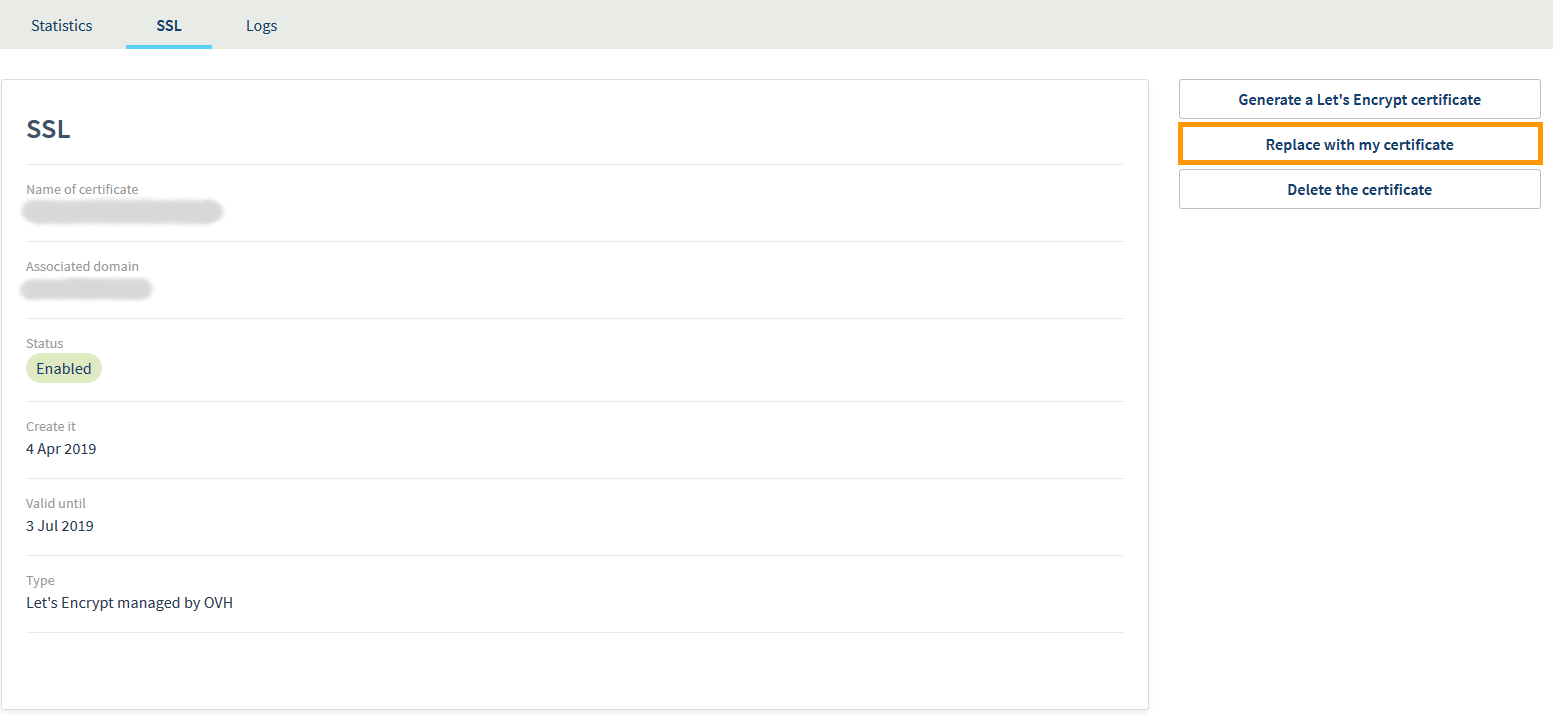 Statistics
SSL
Logs
SSL
Name of certificate
Associated domain
Status
Enabled
Create it
4 Apr 2019
Valid until
3 Jul 2019
Type
Let's Encrypt managed by OVH
Generate a Let's Encrypt certificate
Replace with my certificate
Delete the certificate